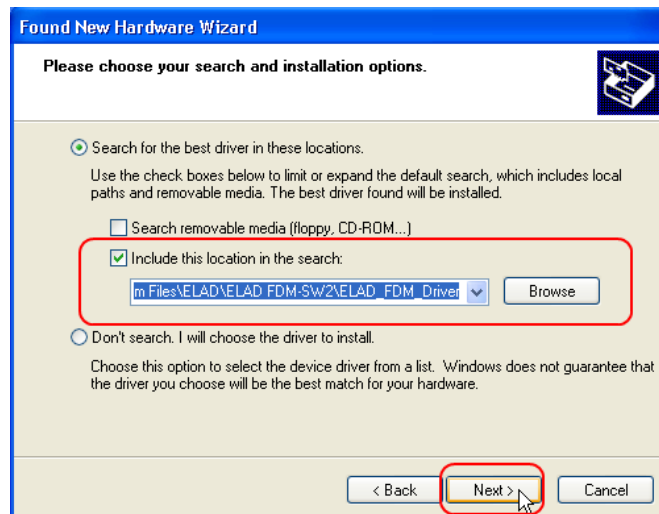 Found New Hardware Wizard
Please choose your search and installation options.
Search for the best driver in these locations.
Use the check boxes below to limit or expand the default search, which includes local
paths and removable media. The best driver found will be installed.
Search removable media (floppy, CD-ROM...)
Include this location in the search:
m Files\ELAD\ELAD FDM-SW2\ELAD_FDM_Driver
Browse
Don't search. I will choose the driver to install.
Choose this option to select the device driver from a list. Windows does not guarantee that
the driver you choose will be the best match for your hardware.
< Back
Next >
Cancel